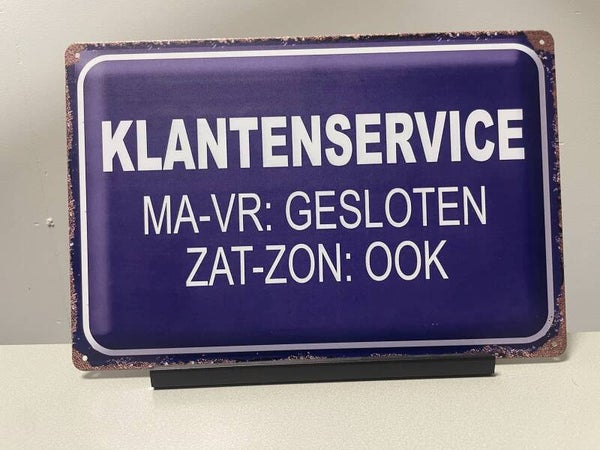 KLANTENSERVICE
MA-VR: GESLOTEN
ZAT-ZON: OOK